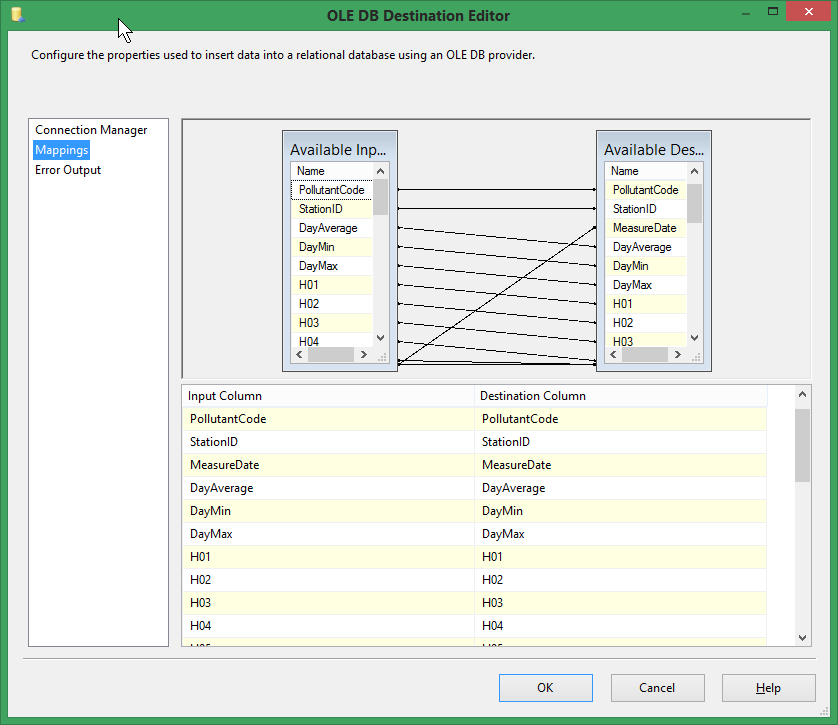 OLE DB Destination Editor
Configure the properties used to insert data into a relational database using an OLE DB provider.
Connection Manager
Mappings
Error Output
Available Inp...
Name
PollutantCode
StationID
DayAverage
DayMin
DayMax
H01
H02
H03
H04
Available Des...
Name
PollutantCode
StationID
MeasureDate
DayAverage
DayMin
DayMax
H01
H02
H03
Input Column Destination Column
PollutantCode PollutantCode
StationID StationID
MeasureDate MeasureDate
DayAverage DayAverage
DayMin DayMin
DayMax DayMax
H01 H01
H02 H02
H03 H03
H04 H04
OK Cancel Help